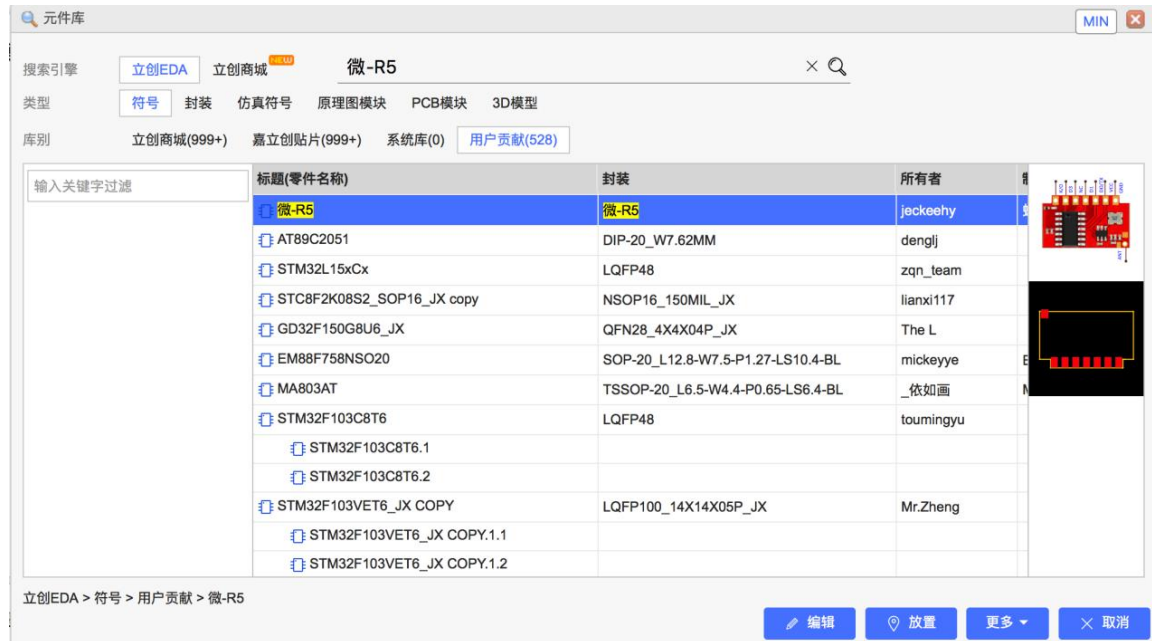 元件库 MIN
搜索引擎 立创EDA 立创商城 NEW 微-R5
类型 符号 封装 仿真符号 原理图模块 PCB模块 3D模型
库别 立创商城(999+) 嘉立创贴片(999+) 系统库(0) 用户贡献(528)
输入关键字过滤
标题(零件名称) 封装 所有者
微-R5 微-R5 jeckeehy
AT89C2051 DIP-20_W7.62MM denglj
STM32L15xCx LQFP48 zqn_team
STC8F2K08S2_SOP16_JX copy NSOP16_150MIL_JX lianxi117
GD32F150G8U6_JX QFN28_4X4X04P_JX The L
EM88F758NSO20 SOP-20_L12.8-W7.5-P1.27-LS10.4-BL mickeyye
MA803AT TSSOP-20_L6.5-W4.4-P0.65-LS6.4-BL _依如画
STM32F103C8T6 LQFP48 toumingyu
STM32F103C8T6.1
STM32F103C8T6.2
STM32F103VET6_JX COPY LQFP100_14X14X05P_JX Mr.Zheng
STM32F103VET6_JX COPY.1.1
STM32F103VET6_JX COPY.1.2
立创EDA > 符号 > 用户贡献 > 微-R5
编辑 放置 更多 取消